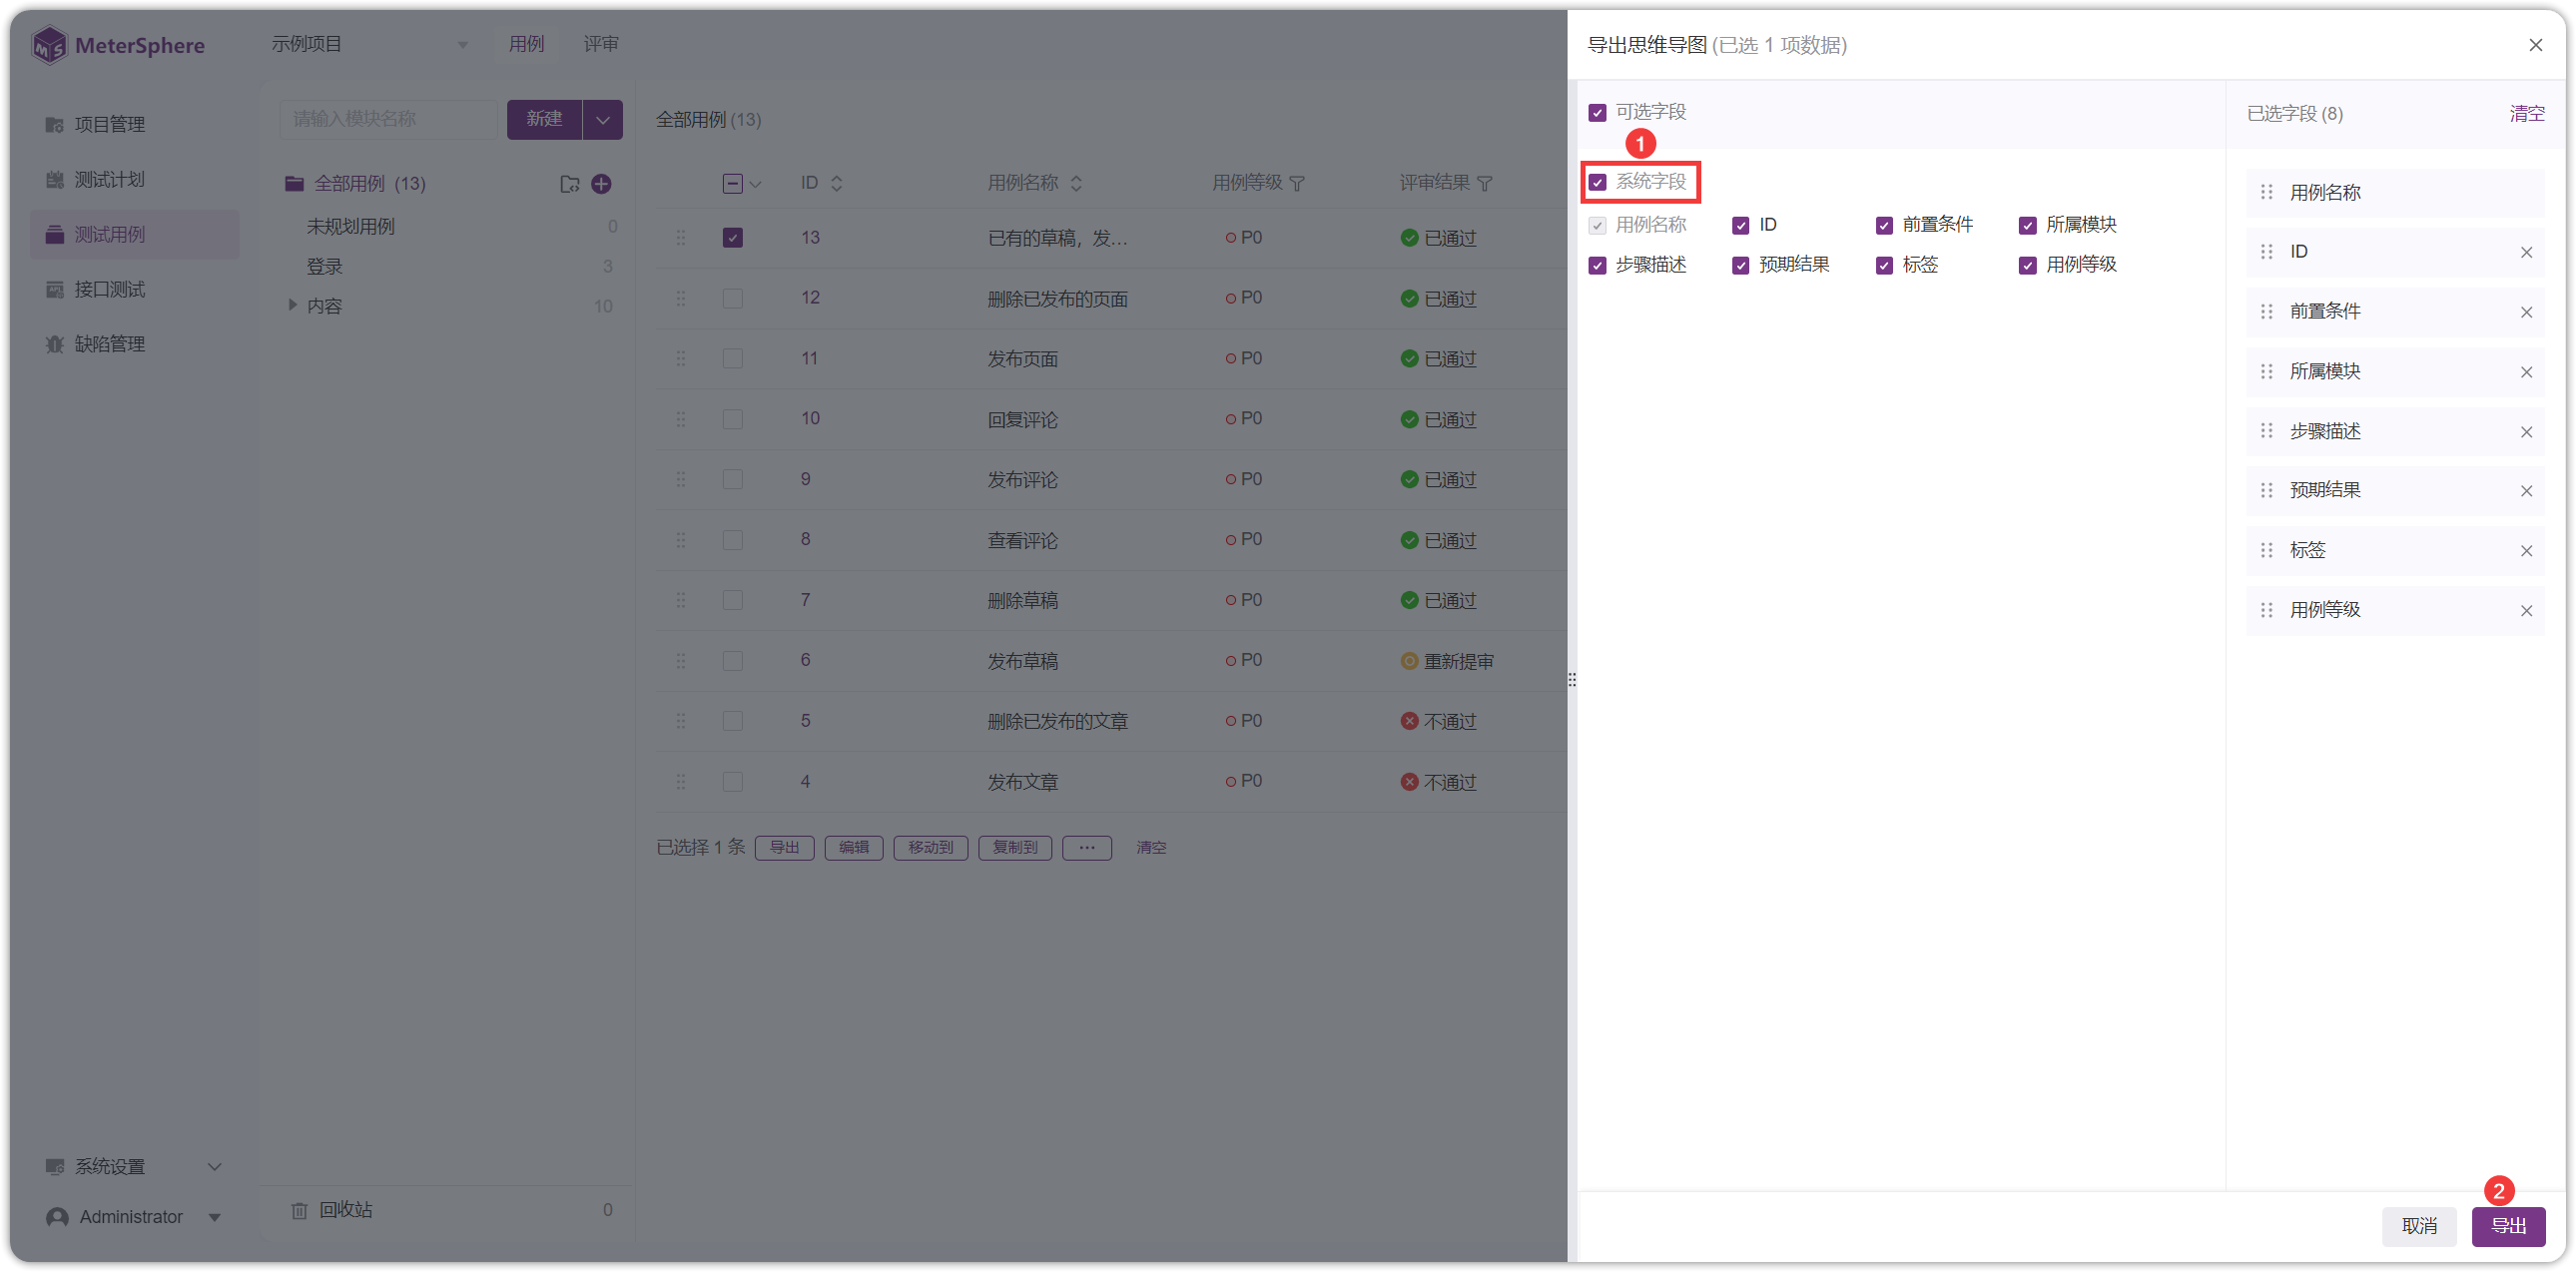 MeterSphere
示例项目
用例
评审
项目管理
测试计划
测试用例
接口测试
缺陷管理
系统设置
Administrator
请输入模块名称
新建
全部用例 (13)
未规划用例 0
登录 3
内容 10
回收站 0
全部用例 (13)
ID 用例名称 用例等级 评审结果
13 已有的草稿，发... P0 已通过
12 删除已发布的页面 P0 已通过
11 发布页面 P0 已通过
10 回复评论 P0 已通过
9 发布评论 P0 已通过
8 查看评论 P0 已通过
7 删除草稿 P0 已通过
6 发布草稿 P0 重新提审
5 删除已发布的文章 P0 不通过
4 发布文章 P0 不通过
已选择 1 条 导出 编辑 移动到 复制到 ... 清空
导出思维导图 (已选 1 项数据)
可选字段
1
系统字段
用例名称 ID 前置条件 所属模块
步骤描述 预期结果 标签 用例等级
已选字段 (8) 清空
用例名称
ID
前置条件
所属模块
步骤描述
预期结果
标签
用例等级
2
取消 导出